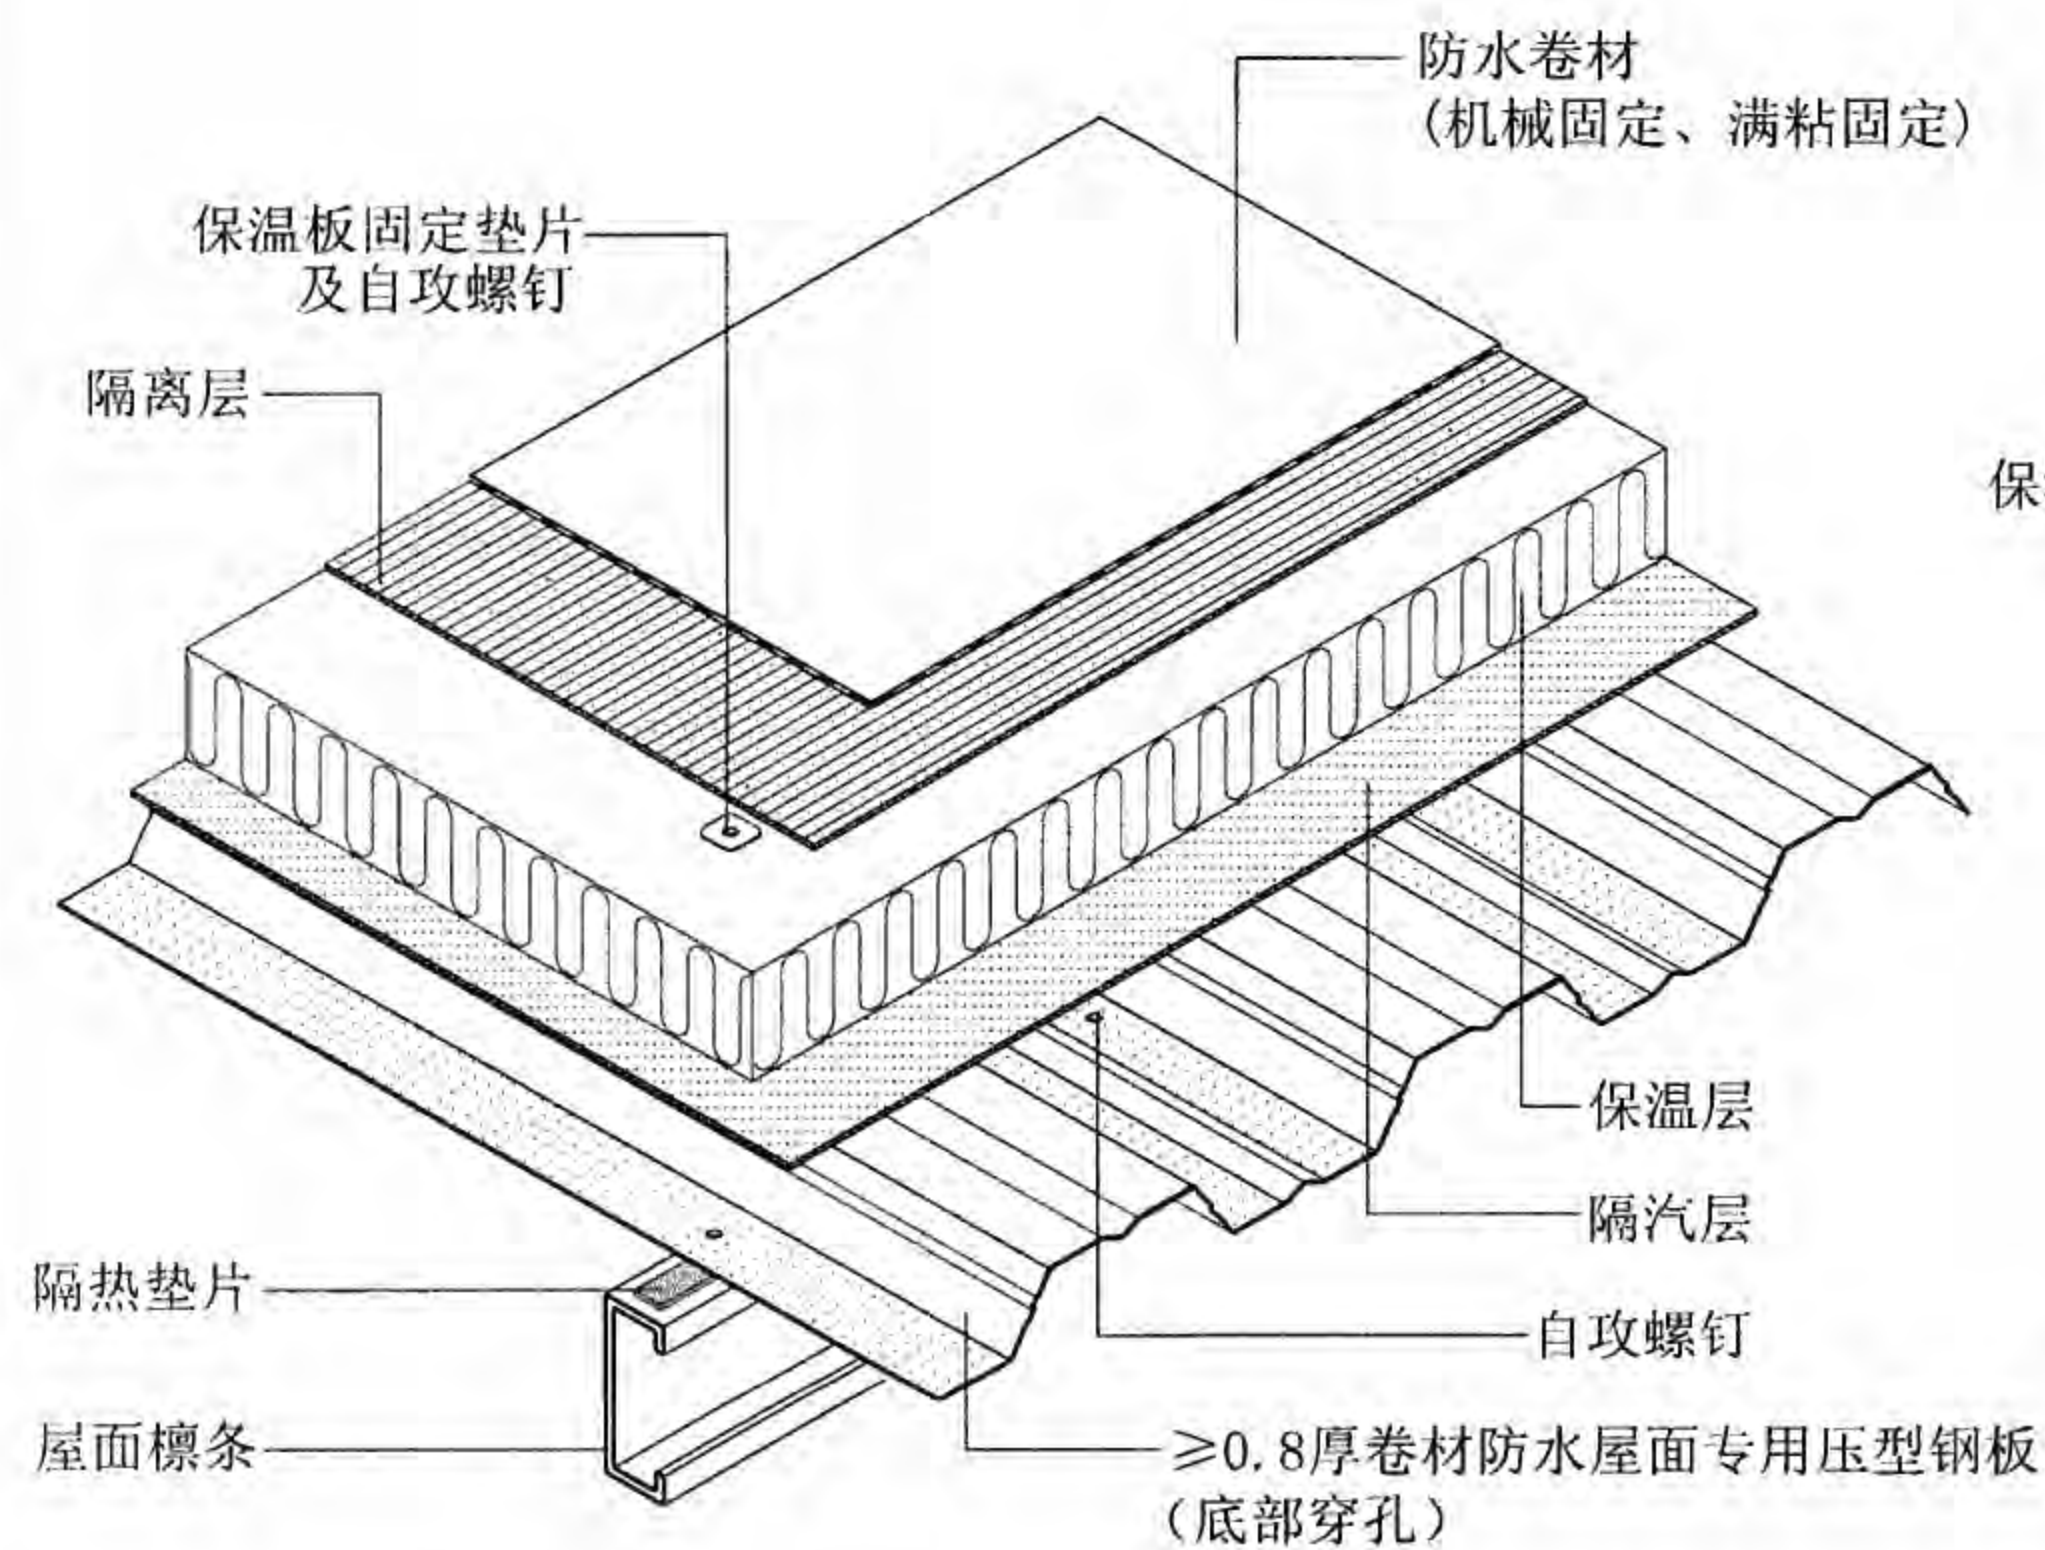 防水卷材
(机械固定、满粘固定)
保温板固定垫片
及自攻螺钉
隔离层
保
保温层
隔汽层
隔热垫片
自攻螺钉
屋面檩条
≥0.8厚卷材防水屋面专用压型钢板
(底部穿孔)